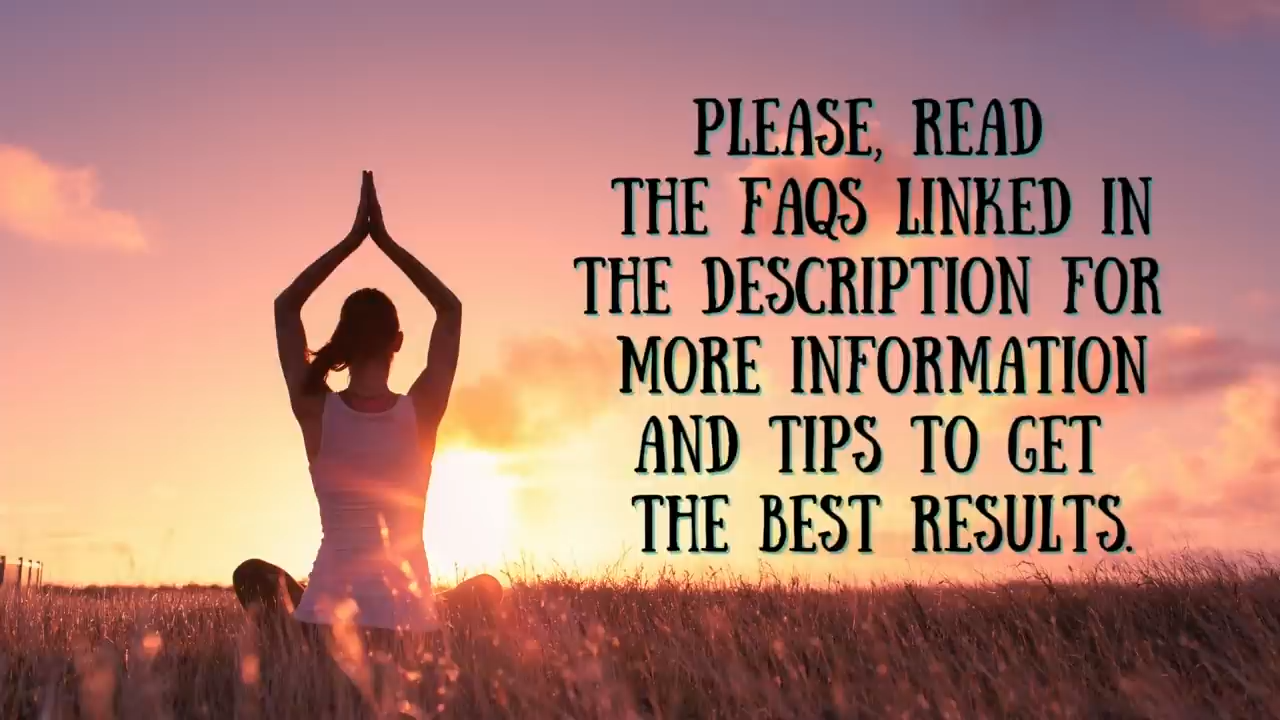 PLEASE, READ
THE FAQS LINKED IN
THE DESCRIPTION FOR
MORE INFORMATION
AND TIPS TO GET
THE BEST RESULTS.